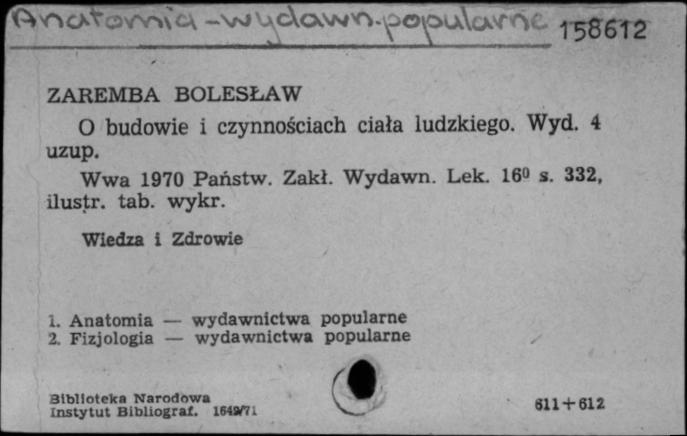 Anatomia - wydawn. popularne 158612
ZAREMBA BOLESŁAW
O budowie i czynnościach ciała ludzkiego. Wyd. 4
uzup.
Wwa 1970 Państw. Zakł. Wydawn. Lek. 16⁰ s. 332,
ilustr. tab. wykr.
Wiedza i Zdrowie
1. Anatomia — wydawnictwa popularne
2. Fizjologia — wydawnictwa popularne
Biblioteka Narodowa
Instytut Bibliograf. 1649/71 611+612